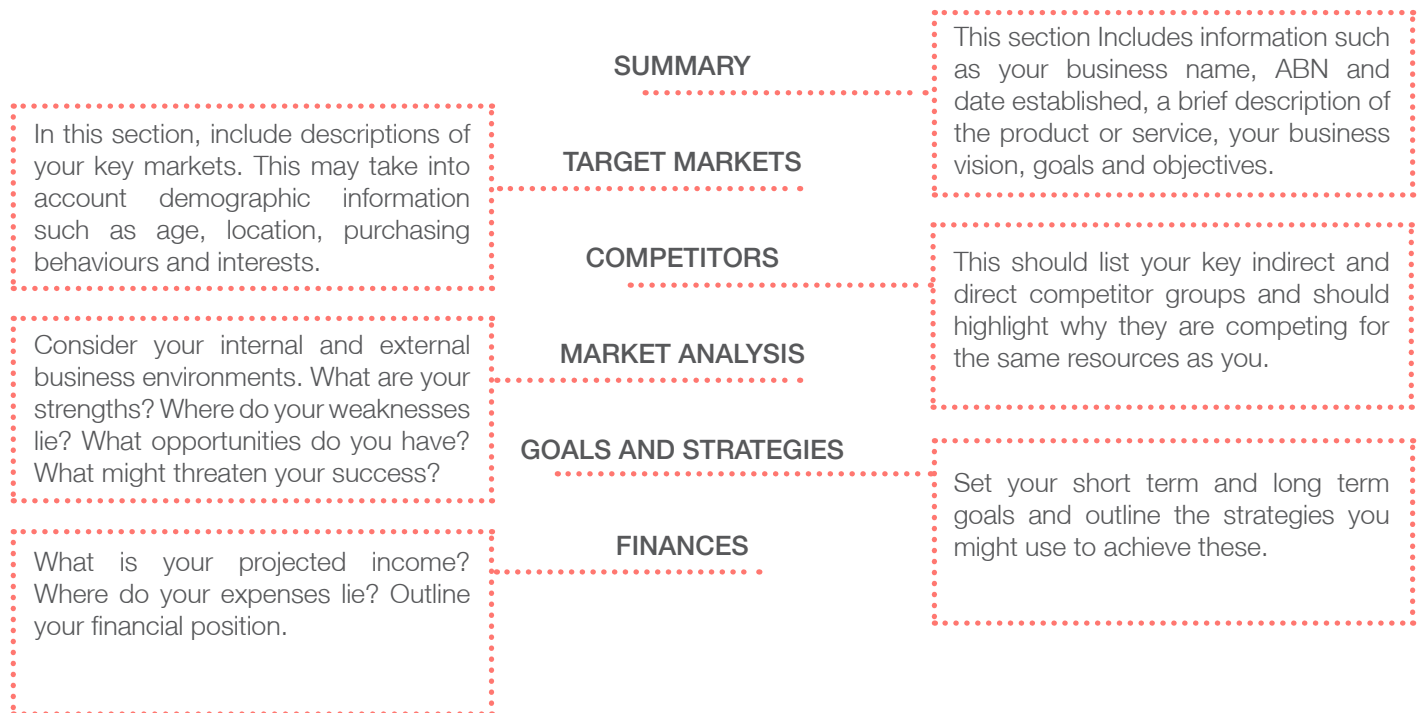 SUMMARY
This section Includes information such
as your business name, ABN and
date established, a brief description of
the product or service, your business
vision, goals and objectives.
TARGET MARKETS
In this section, include descriptions of
your key markets. This may take into
account demographic information
such as age, location, purchasing
behaviours and interests.
COMPETITORS
This should list your key indirect and
direct competitor groups and should
highlight why they are competing for
the same resources as you.
MARKET ANALYSIS
Consider your internal and external
business environments. What are your
strengths? Where do your weaknesses
lie? What opportunities do you have?
What might threaten your success?
GOALS AND STRATEGIES
Set your short term and long term
goals and outline the strategies you
might use to achieve these.
FINANCES
What is your projected income?
Where do your expenses lie? Outline
your financial position.